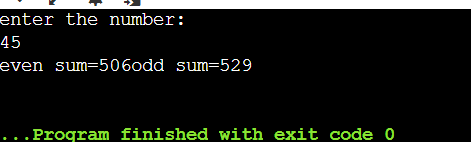 enter the number:
45
even sum=506odd sum=529
...Program finished with exit code 0